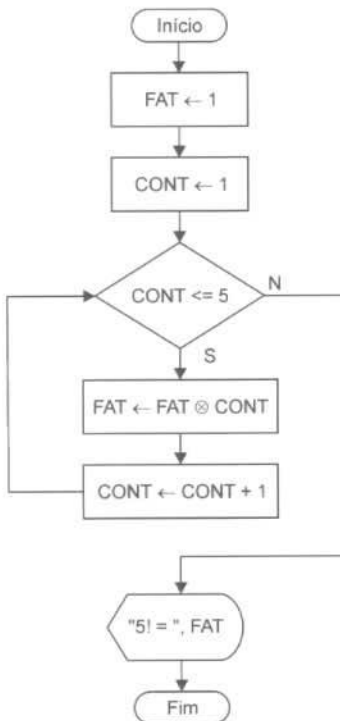 Início
FAT ← 1
CONT ← 1
CONT <= 5
N
S
FAT ← FAT ⊗ CONT
CONT ← CONT + 1
"5! = ", FAT
Fim